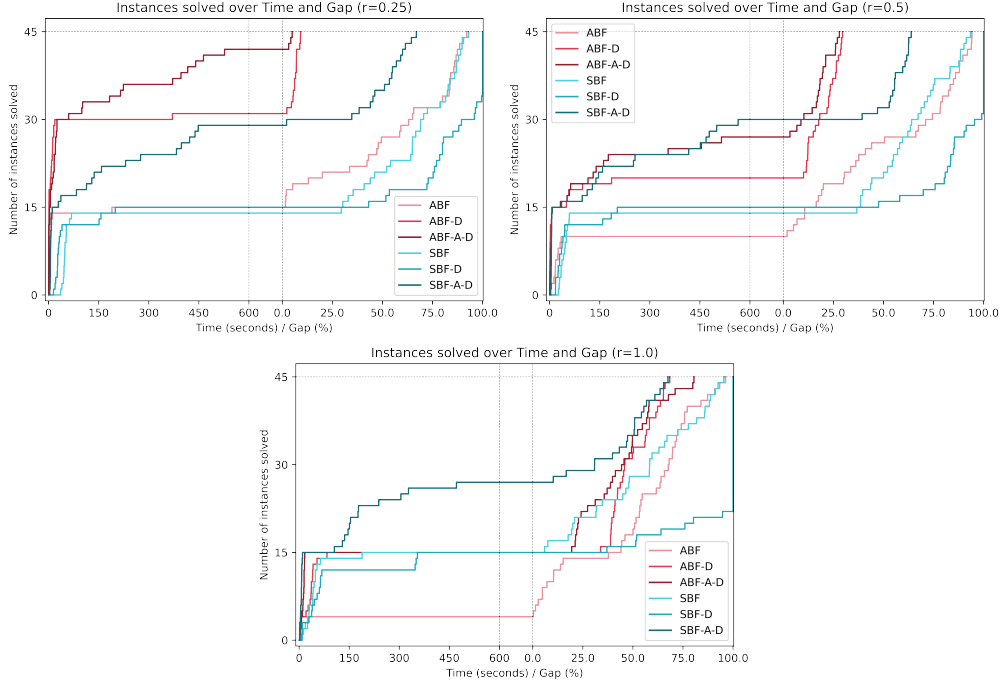 Instances solved over Time and Gap (r=0.25)
Number of instances solved
45
30
15
0
0 150 300 450 600 0.0 25.0 50.0 75.0 100.0
Time (seconds) / Gap (%)
ABF
ABF-D
ABF-A-D
SBF
SBF-D
SBF-A-D
Instances solved over Time and Gap (r=0.5)
Number of instances solved
45
30
15
0
0 150 300 450 600 0.0 25.0 50.0 75.0 100.0
Time (seconds) / Gap (%)
ABF
ABF-D
ABF-A-D
SBF
SBF-D
SBF-A-D
Instances solved over Time and Gap (r=1.0)
Number of instances solved
45
30
15
0
0 150 300 450 600 0.0 25.0 50.0 75.0 100.0
Time (seconds) / Gap (%)
ABF
ABF-D
ABF-A-D
SBF
SBF-D
SBF-A-D